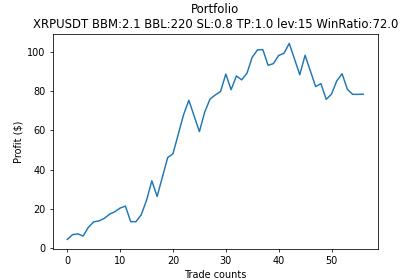 Portfolio
XRPUSDT BBM:2.1 BBL:220 SL:0.8 TP:1.0 lev:15 WinRatio:72.0
100
80
60
40
20
0
Profit ($)
0 10 20 30 40 50
Trade counts